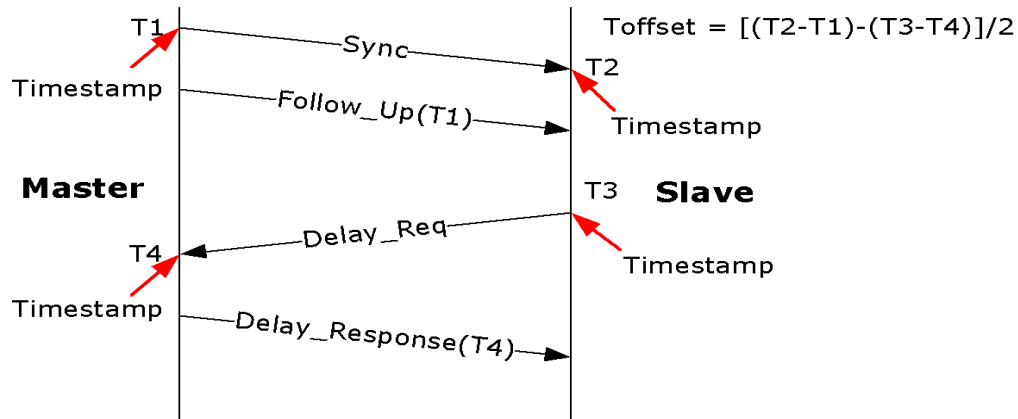 T1
Toffset = [(T2-T1)-(T3-T4)]/2
Sync
T2
Timestamp
Follow_Up(T1)
Timestamp
Master
T3
Slave
Delay_Req
T4
Timestamp
Timestamp
Delay_Response(T4)